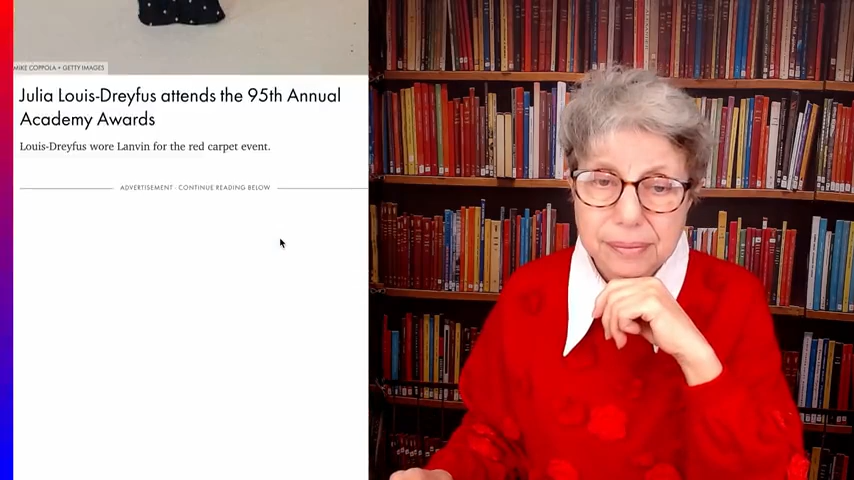 MIKE COPPOLA • GETTY IMAGES
Julia Louis-Dreyfus attends the 95th Annual
Academy Awards
Louis-Dreyfus wore Lanvin for the red carpet event.
ADVERTISEMENT - CONTINUE READING BELOW